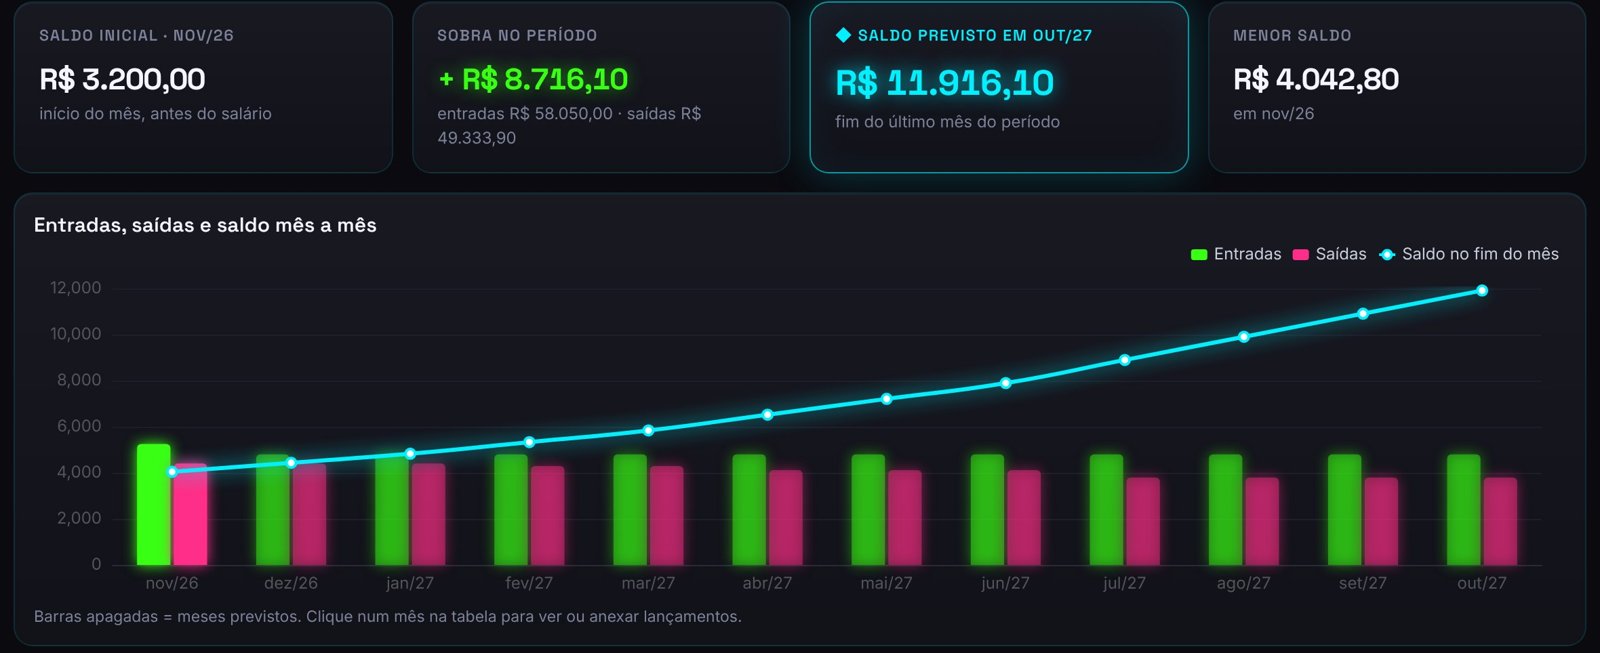 SALDO INICIAL · NOV/26
R$ 3.200,00
início do mês, antes do salário
SOBRA NO PERÍODO
+ R$ 8.716,10
entradas R$ 58.050,00 · saídas R$
49.333,90
◆ SALDO PREVISTO EM OUT/27
R$ 11.916,10
fim do último mês do período
MENOR SALDO
R$ 4.042,80
em nov/26
Entradas, saídas e saldo mês a mês
Entradas Saídas Saldo no fim do mês
12,000
10,000
8,000
6,000
4,000
2,000
0
nov/26 dez/26 jan/27 fev/27 mar/27 abr/27 mai/27 jun/27 jul/27 ago/27 set/27 out/27
Barras apagadas = meses previstos. Clique num mês na tabela para ver ou anexar lançamentos.